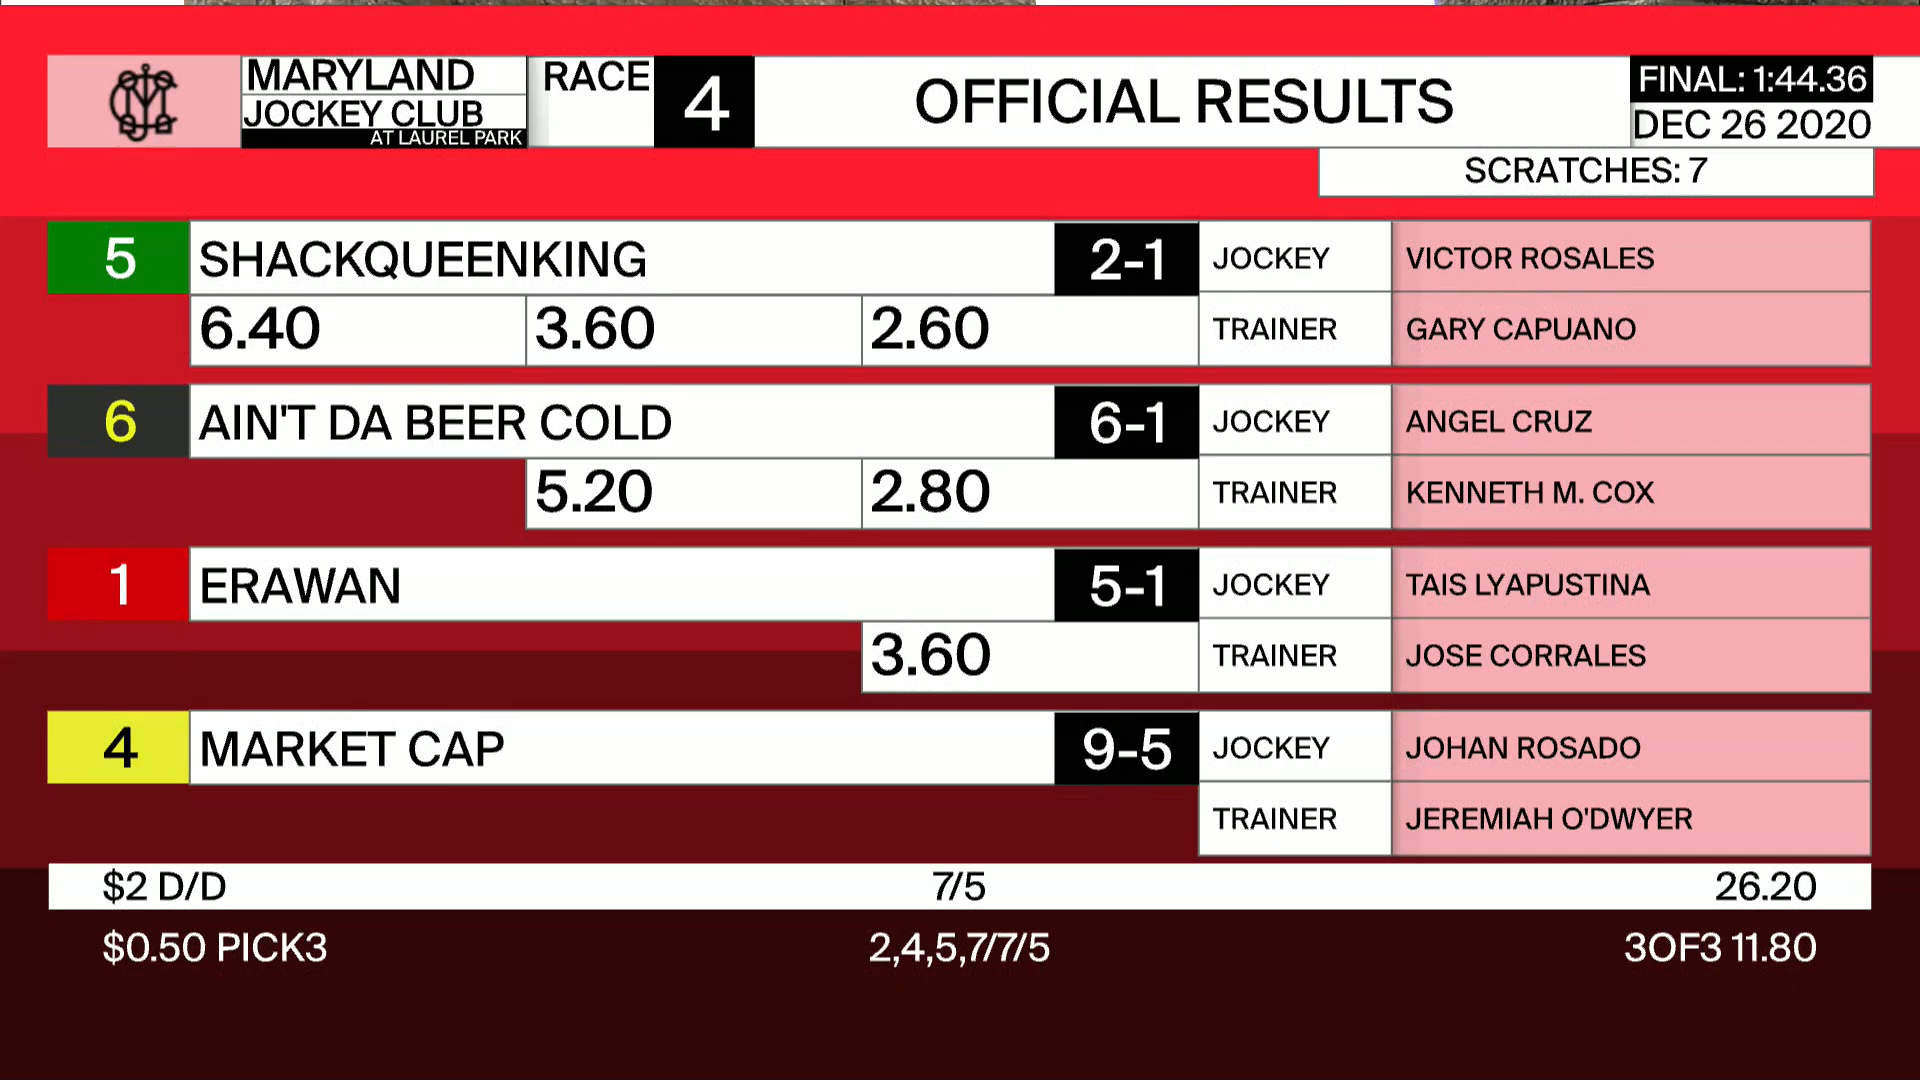 MARYLAND
JOCKEY CLUB
AT LAUREL PARK
RACE 4
OFFICIAL RESULTS
FINAL: 1:44.36
DEC 26 2020
SCRATCHES: 7
5 SHACKQUEENKING 2-1 JOCKEY VICTOR ROSALES
6.40 3.60 2.60 TRAINER GARY CAPUANO
6 AIN'T DA BEER COLD 6-1 JOCKEY ANGEL CRUZ
5.20 2.80 TRAINER KENNETH M. COX
1 ERAWAN 5-1 JOCKEY TAIS LYAPUSTINA
3.60 TRAINER JOSE CORRALES
4 MARKET CAP 9-5 JOCKEY JOHAN ROSADO
TRAINER JEREMIAH O'DWYER
$2 D/D 7/5 26.20
$0.50 PICK3 2,4,5,7/7/5 3OF3 11.80